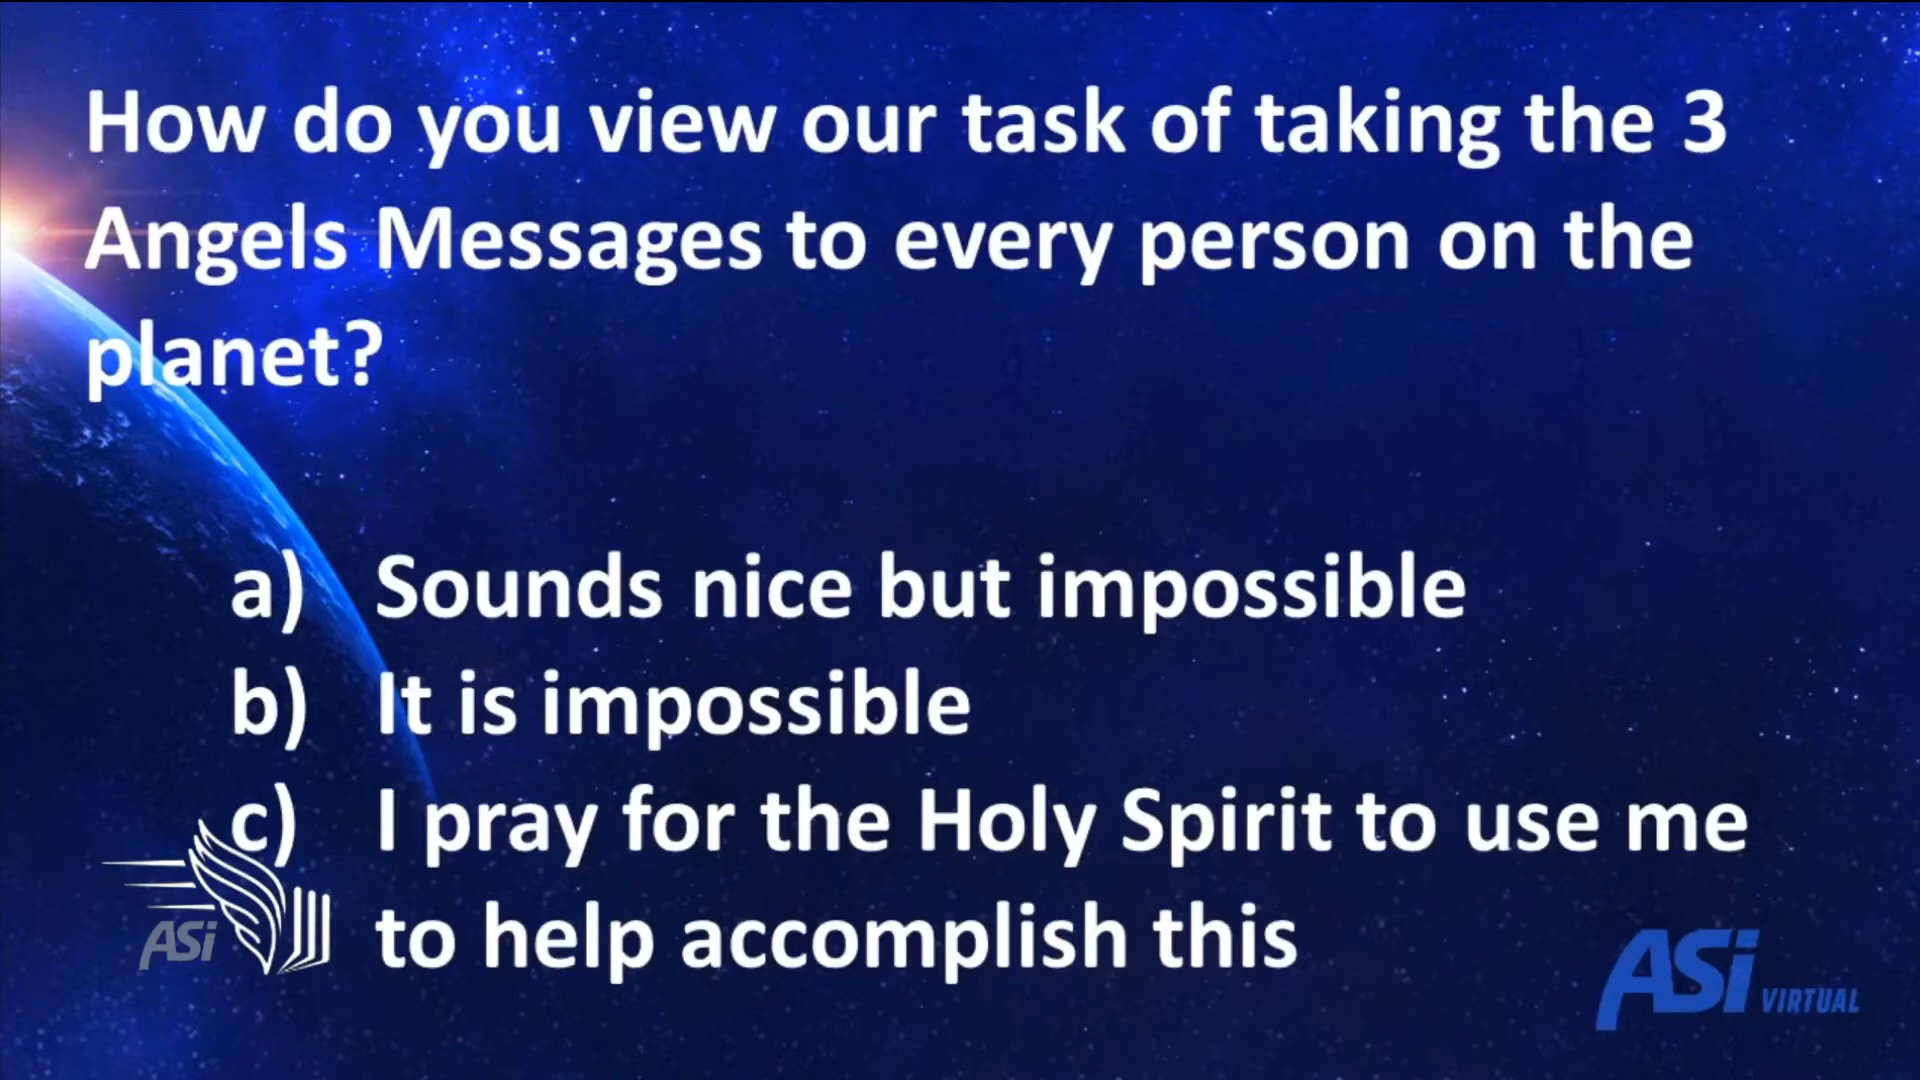 How do you view our task of taking the 3
Angels Messages to every person on the
planet?
a) Sounds nice but impossible
b) It is impossible
c) I pray for the Holy Spirit to use me
to help accomplish this
ASi
ASi VIRTUAL